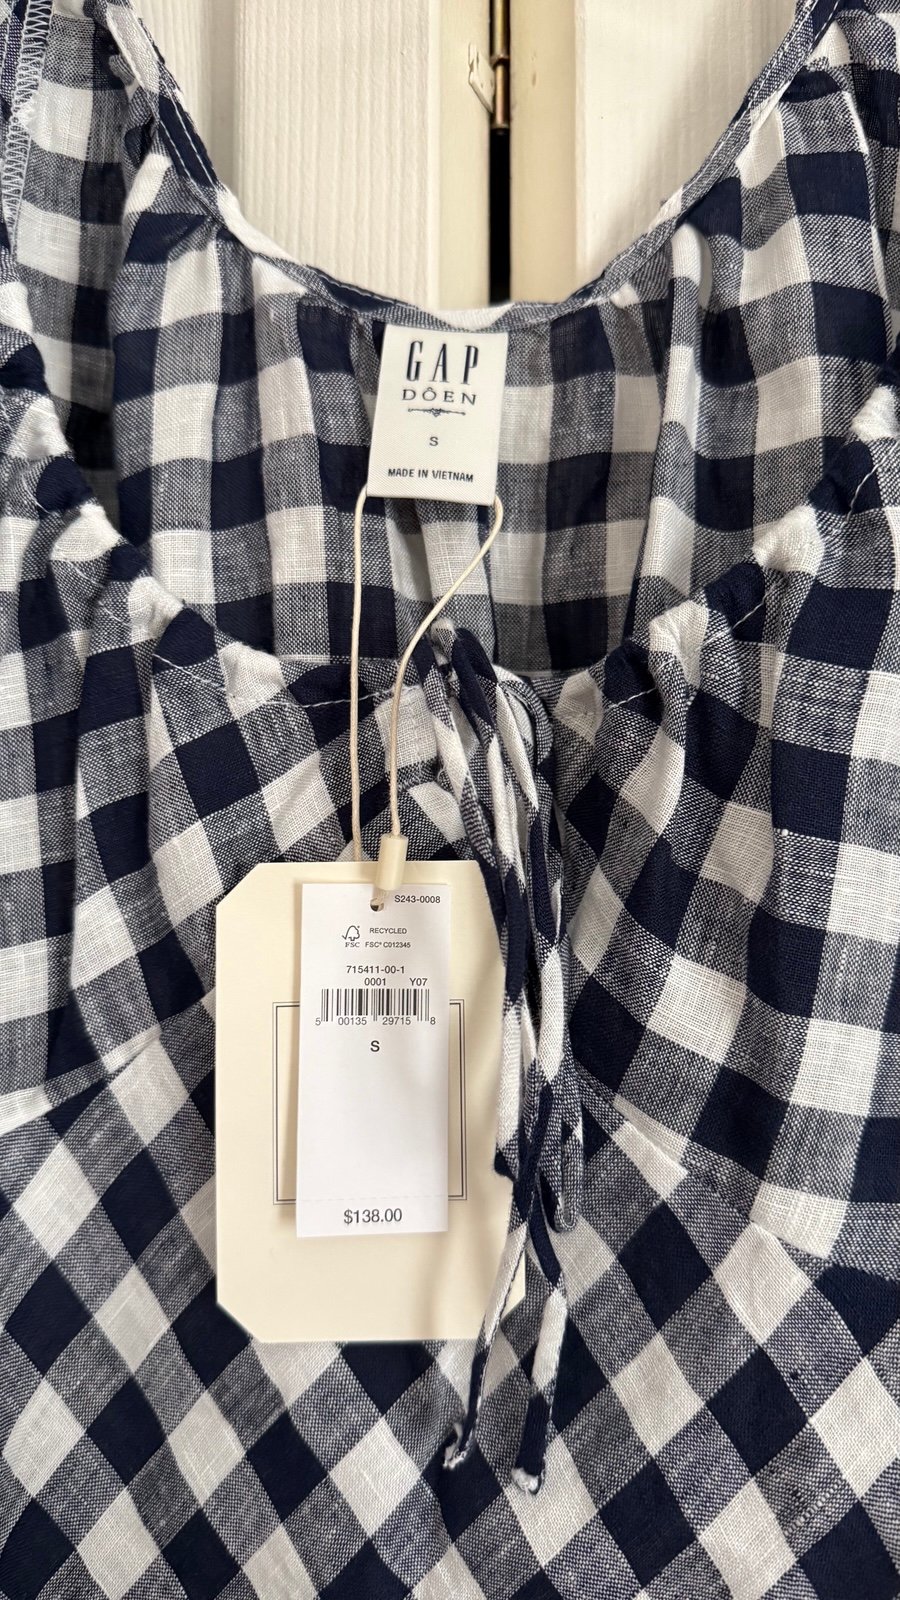 GAP
DÔEN
S
MADE IN VIETNAM
S243-0008
RECYCLED
FSC FSC® C012345
715411-00-1
0001 Y07
5 00135 29715 8
S
$138.00